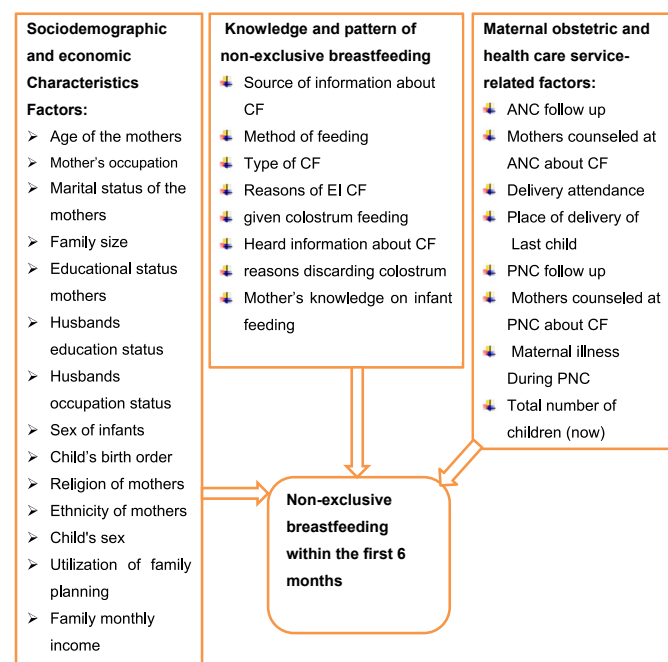 Sociodemographic
and economic
Characteristics
Factors:
Age of the mothers
Mother's occupation
Marital status of the
mothers
Family size
Educational status
mothers
Husbands
education status
Husbands
occupation status
Sex of infants
Child's birth order
Religion of mothers
Ethnicity of mothers
Child's sex
Utilization of family
planning
Family monthly
income
Knowledge and pattern of
non-exclusive breastfeeding
Source of information about
CF
Method of feeding
Type of CF
Reasons of EI CF
given colostrum feeding
Heard information about CF
reasons discarding colostrum
Mother's knowledge on infant
feeding
Maternal obstetric and
health care service-
related factors:
ANC follow up
Mothers counseled at
ANC about CF
Delivery attendance
Place of delivery of
Last child
PNC follow up
Mothers counseled at
PNC about CF
Maternal illness
During PNC
Total number of
children (now)
Non-exclusive
breastfeeding
within the first 6
months